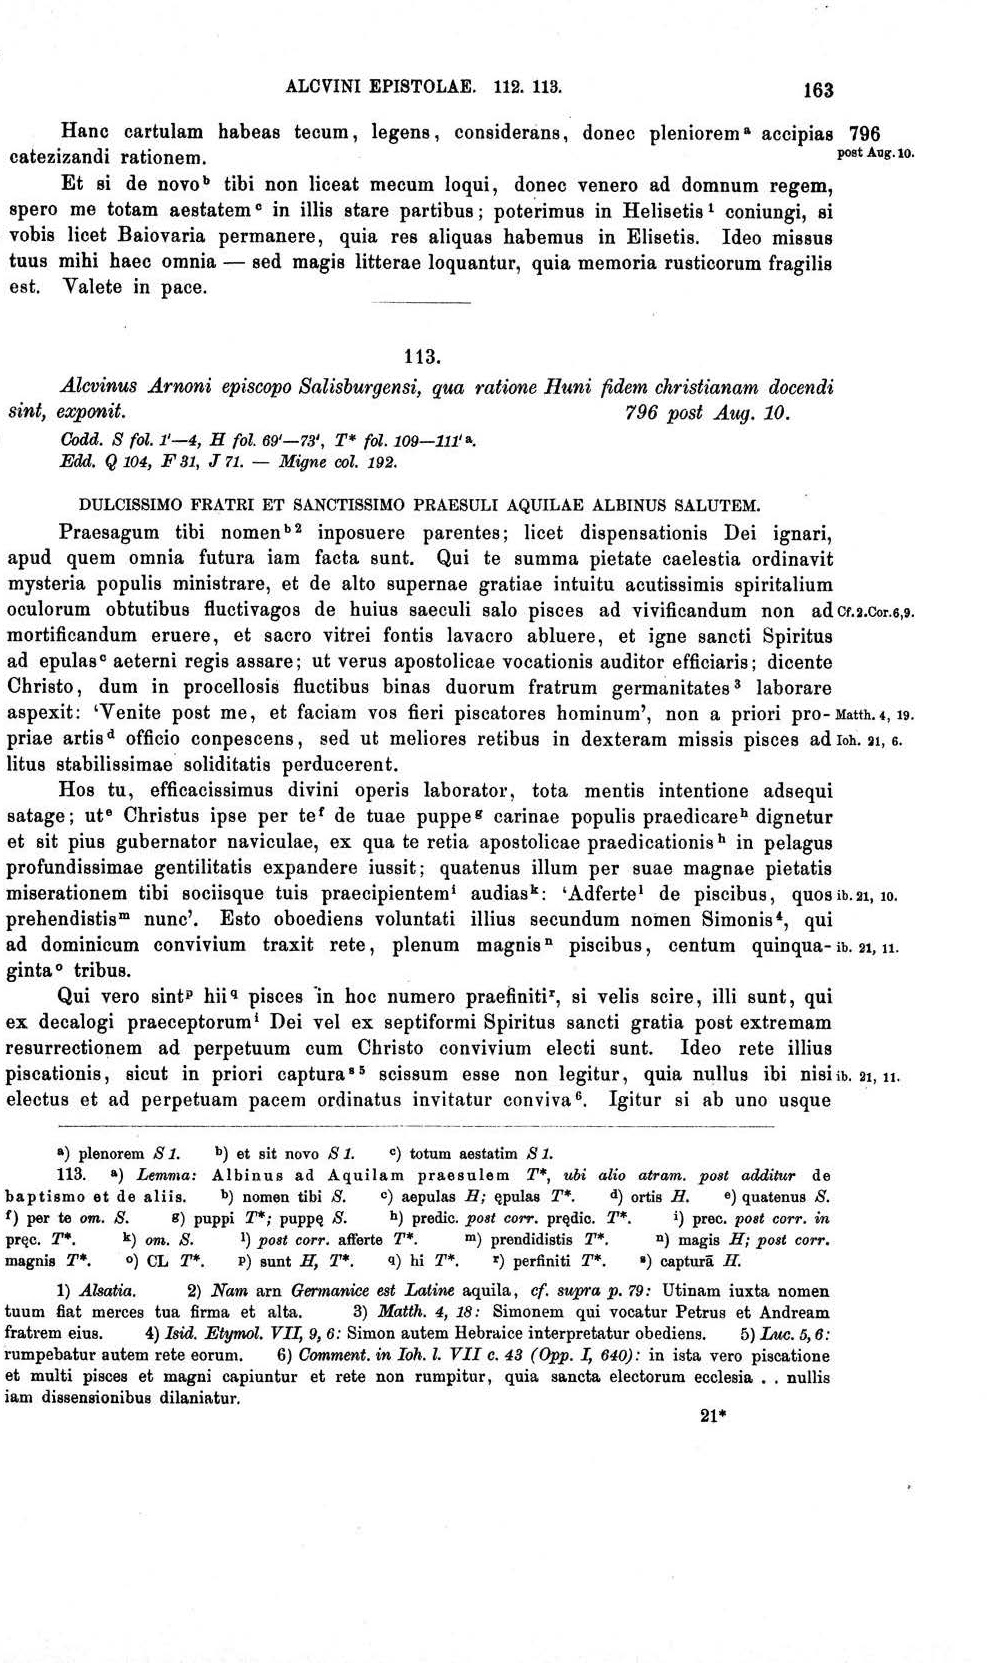 ALCVINI EPISTOLAE. 112. 113. 163
Hanc cartulam habeas tecum, legens, considerans, donec pleniorem ᵃ accipias 796
catezizandi rationem. post Aug. 10.
Et si de novo ᵇ tibi non liceat mecum loqui, donec venero ad domnum regem,
spero me totam aestatem ᶜ in illis stare partibus; poterimus in Helisetis ¹ coniungi, si
vobis licet Baiovaria permanere, quia res aliquas habemus in Elisetis. Ideo missus
tuus mihi haec omnia — sed magis litterae loquantur, quia memoria rusticorum fragilis
est. Valete in pace.
113.
Alcvinus Arnoni episcopo Salisburgensi, qua ratione Huni fidem christianam docendi
sint, exponit. 796 post Aug. 10.
Codd. S fol. 1'—4, H fol. 69'—73', T* fol. 109—111' ᵃ.
Edd. Q 104, F 31, J 71. — Migne col. 192.
DULCISSIMO FRATRI ET SANCTISSIMO PRAESULI AQUILAE ALBINUS SALUTEM.
Praesagum tibi nomen ᵇ ² inposuere parentes; licet dispensationis Dei ignari,
apud quem omnia futura iam facta sunt. Qui te summa pietate caelestia ordinavit
mysteria populis ministrare, et de alto supernae gratiae intuitu acutissimis spiritalium
oculorum obtutibus fluctivagos de huius saeculi salo pisces ad vivificandum non ad Cf. 2. Cor. 6, 9.
mortificandum eruere, et sacro vitrei fontis lavacro abluere, et igne sancti Spiritus
ad epulas ᶜ aeterni regis assare; ut verus apostolicae vocationis auditor efficiaris; dicente
Christo, dum in procellosis fluctibus binas duorum fratrum germanitates ³ laborare
aspexit: ‘Venite post me, et faciam vos fieri piscatores hominum’, non a priori pro- Matth. 4, 19.
priae artis ᵈ officio conpescens, sed ut meliores retibus in dexteram missis pisces ad Ioh. 21, 6.
litus stabilissimae soliditatis perducerent.
Hos tu, efficacissimus divini operis laborator, tota mentis intentione adsequi
satage; ut ᵉ Christus ipse per te ᶠ de tuae puppe ᵍ carinae populis praedicare ʰ dignetur
et sit pius gubernator naviculae, ex qua te retia apostolicae praedicationis ʰ in pelagus
profundissimae gentilitatis expandere iussit; quatenus illum per suae magnae pietatis
miserationem tibi sociisque tuis praecipientem ⁱ audias ᵏ: ‘Adferte ˡ de piscibus, quos ib. 21, 10.
prehendistis ᵐ nunc’. Esto oboediens voluntati illius secundum nomen Simonis ⁴, qui
ad dominicum convivium traxit rete, plenum magnis ⁿ piscibus, centum quinqua- ib. 21, 11.
ginta ᵒ tribus.
Qui vero sint ᵖ hii q pisces in hoc numero praefiniti ʳ, si velis scire, illi sunt, qui
ex decalogi praeceptorum ⁱ Dei vel ex septiformi Spiritus sancti gratia post extremam
resurrectionem ad perpetuum cum Christo convivium electi sunt. Ideo rete illius
piscationis, sicut in priori captura ˢ ⁵ scissum esse non legitur, quia nullus ibi nisi ib. 21, 11.
electus et ad perpetuam pacem ordinatus invitatur conviva ⁶. Igitur si ab uno usque
a) plenorem S 1. b) et sit novo S 1. c) totum aestatim S 1.
113. a) Lemma: Albinus ad Aquilam praesulem T*, ubi alio atram. post additur de
baptismo et de aliis. b) nomen tibi S. c) aepulas H; ępulas T*. d) ortis H. e) quatenus S.
f) per te om. S. g) puppi T*; puppę S. h) predic. post corr. prędic. T*. i) prec. post corr. in
pręc. T*. k) om. S. l) post corr. afferte T*. m) prendidistis T*. n) magis H; post corr.
magnis T*. o) CL T*. p) sunt H, T*. q) hi T*. r) perfiniti T*. s) capturā H.
1) Alsatia. 2) Nam arn Germanice est Latine aquila, cf. supra p. 79: Utinam iuxta nomen
tuum fiat merces tua firma et alta. 3) Matth. 4, 18: Simonem qui vocatur Petrus et Andream
fratrem eius. 4) Isid. Etymol. VII, 9, 6: Simon autem Hebraice interpretatur obediens. 5) Luc. 5, 6:
rumpebatur autem rete eorum. 6) Comment. in Ioh. l. VII c. 43 (Opp. I, 640): in ista vero piscatione
et multi pisces et magni capiuntur et rete non rumpitur, quia sancta electorum ecclesia . . nullis
iam dissensionibus dilaniatur.
21*